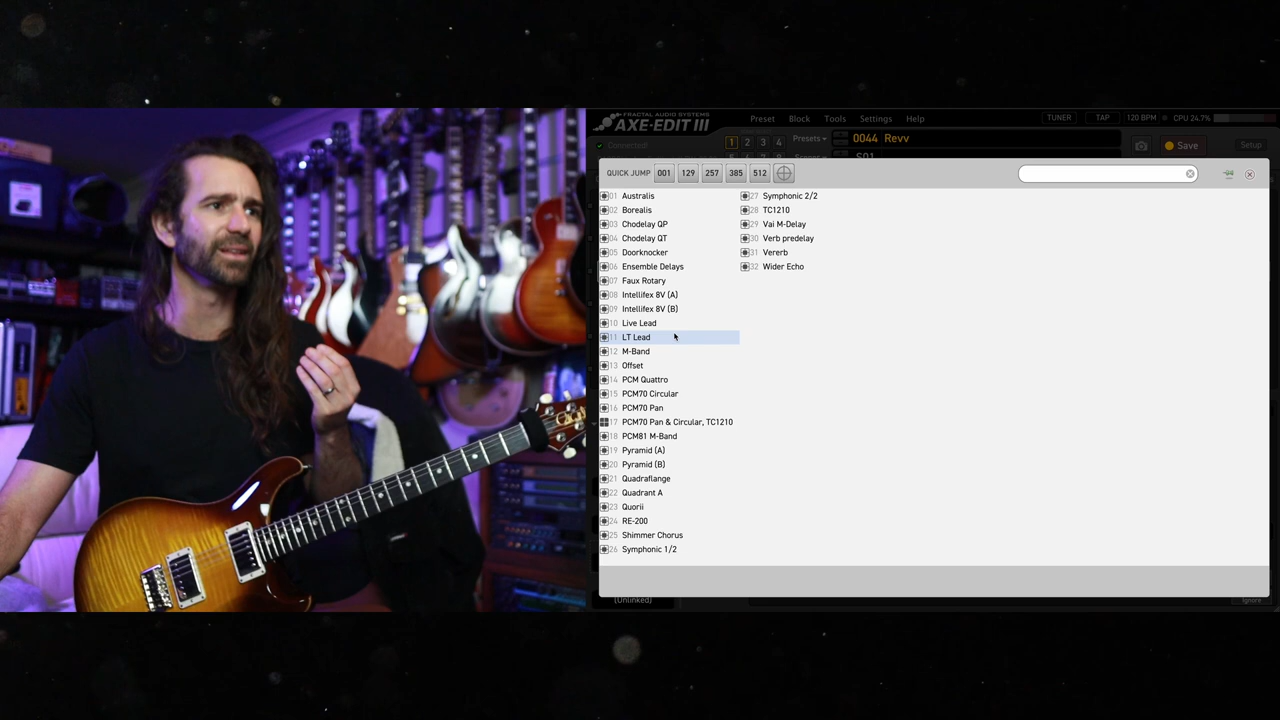 FRACTAL AUDIO SYSTEMS
AXE-EDIT III
Preset Block Tools Settings Help
TUNER TAP 120 BPM CPU 24.7%
Connected!
1 2 3 4
Presets
0044 Revv
Save
Setup
QUICK JUMP 001 129 257 385 512
01 Australis
02 Borealis
03 Chodelay QP
04 Chodelay QT
05 Doorknocker
06 Ensemble Delays
07 Faux Rotary
08 Intellifex 8V (A)
09 Intellifex 8V (B)
10 Live Lead
11 LT Lead
12 M-Band
13 Offset
14 PCM Quattro
15 PCM70 Circular
16 PCM70 Pan
17 PCM70 Pan & Circular, TC1210
18 PCM81 M-Band
19 Pyramid (A)
20 Pyramid (B)
21 Quadraflange
22 Quadrant A
23 Quorii
24 RE-200
25 Shimmer Chorus
26 Symphonic 1/2
27 Symphonic 2/2
28 TC1210
29 Vai M-Delay
30 Verb predelay
31 Vererb
32 Wider Echo
(Unlinked)
Ignore